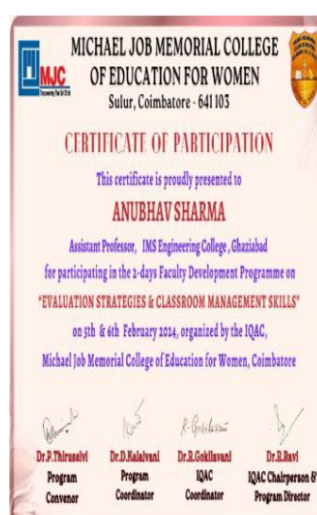 MICHAEL JOB MEMORIAL COLLEGE
OF EDUCATION FOR WOMEN
Sulur, Coimbatore - 641 103
MJC
CERTIFICATE OF PARTICIPATION
This certificate is proudly presented to
ANUBHAV SHARMA
Assistant Professor, IMS Engineering College, Ghaziabad
for participating in the 2-days Faculty Development Programme on
"EVALUATION STRATEGIES & CLASSROOM MANAGEMENT SKILLS"
on 5th & 6th February 2024, organized by the IQAC,
Michael Job Memorial College of Education for Women, Coimbatore
Dr.P.Thiruselvi Dr.D.Kalaivani Dr.R.Gokilavani Dr.B.Ravi
Program Program IQAC IQAC Chairperson &
Convenor Coordinator Coordinator Program Director